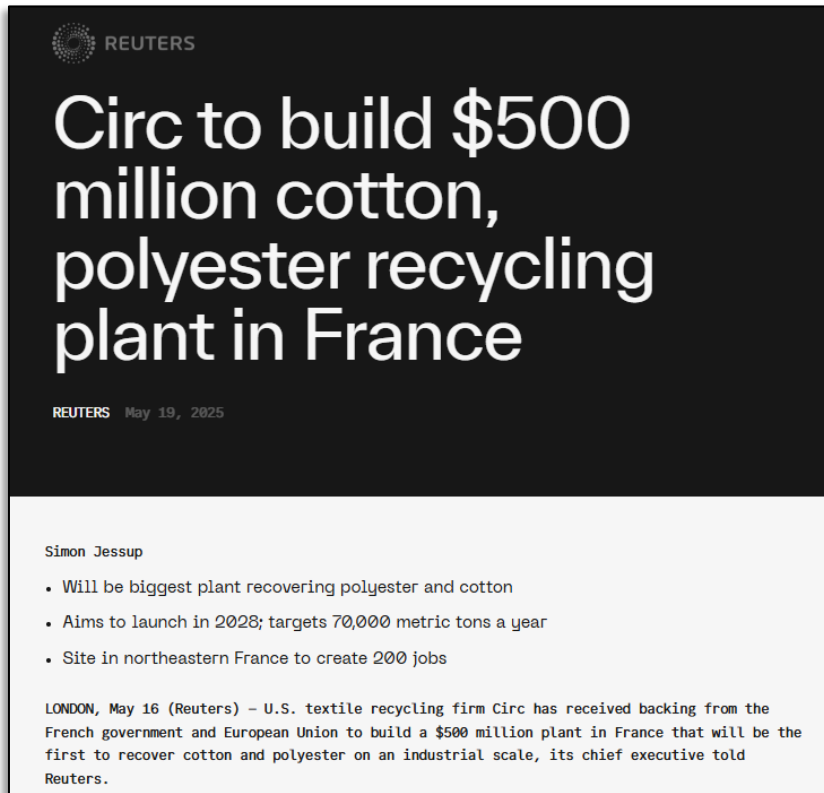 REUTERS
Circ to build $500
million cotton,
polyester recycling
plant in France
REUTERS May 19, 2025
Simon Jessup
• Will be biggest plant recovering polyester and cotton
• Aims to launch in 2028; targets 70,000 metric tons a year
• Site in northeastern France to create 200 jobs
LONDON, May 16 (Reuters) – U.S. textile recycling firm Circ has received backing from the
French government and European Union to build a $500 million plant in France that will be the
first to recover cotton and polyester on an industrial scale, its chief executive told
Reuters.